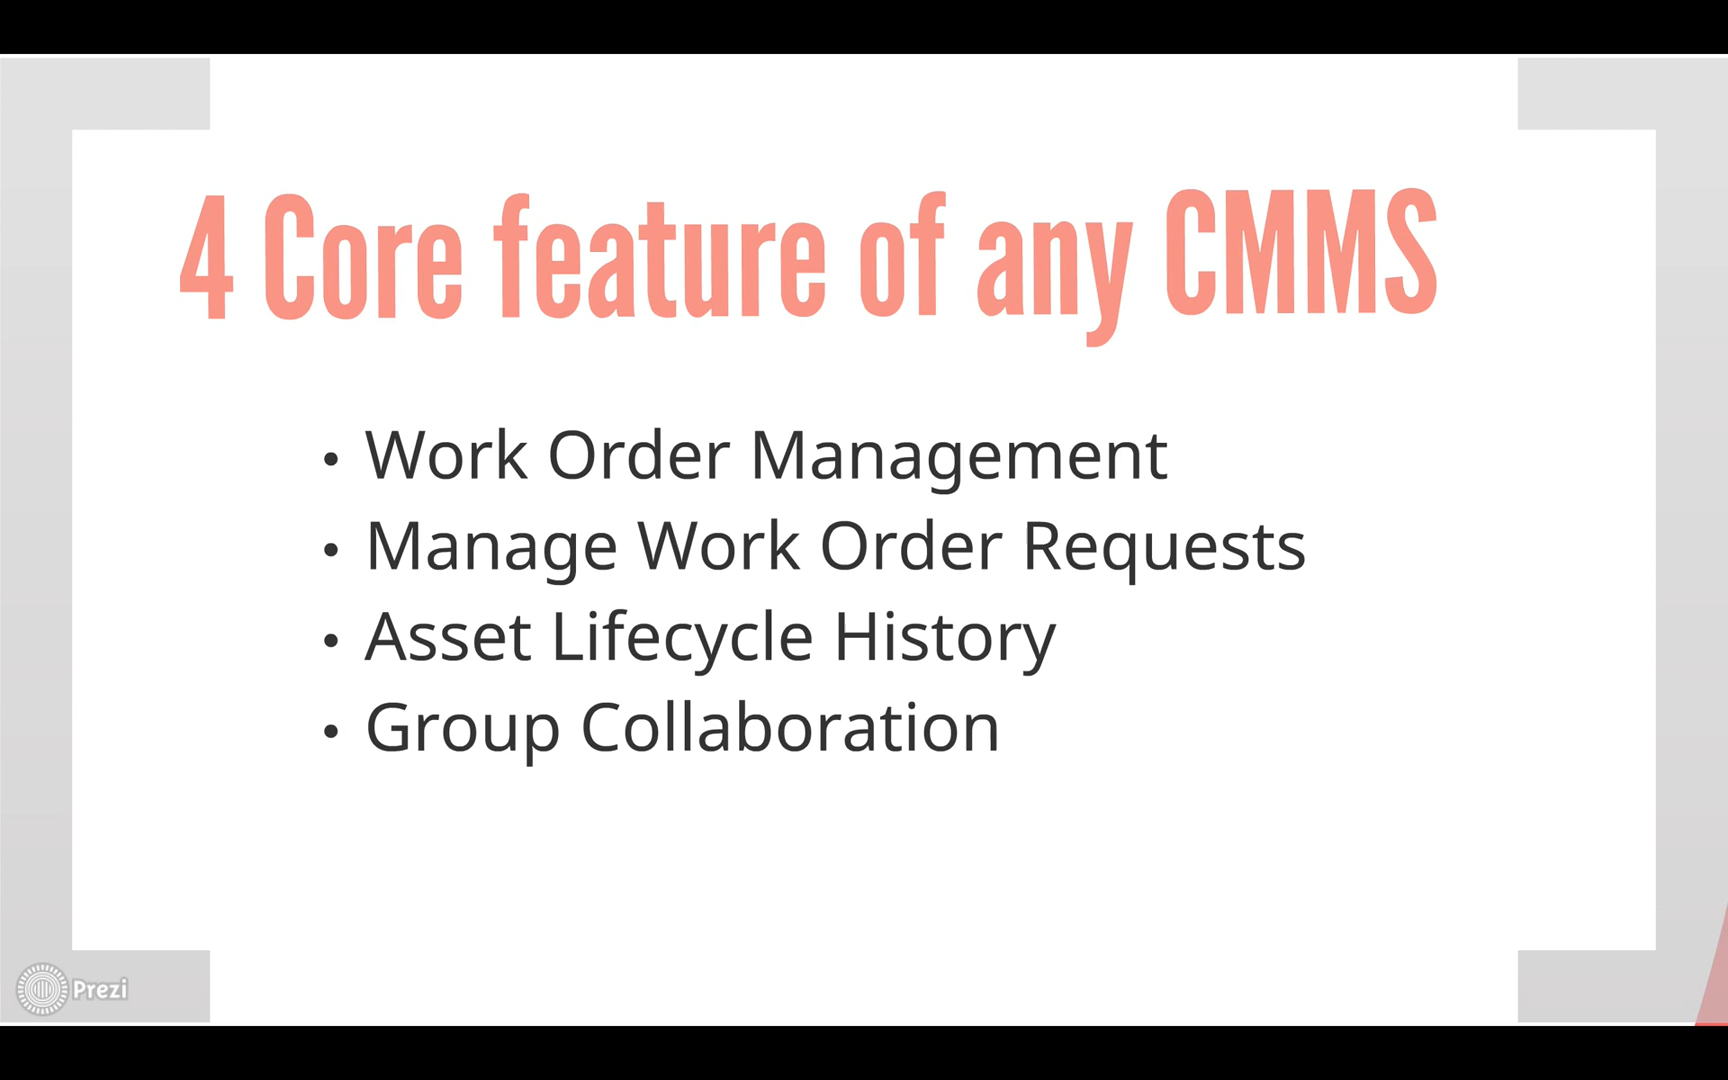 4 Core feature of any CMMS
• Work Order Management
• Manage Work Order Requests
• Asset Lifecycle History
• Group Collaboration
Prezi